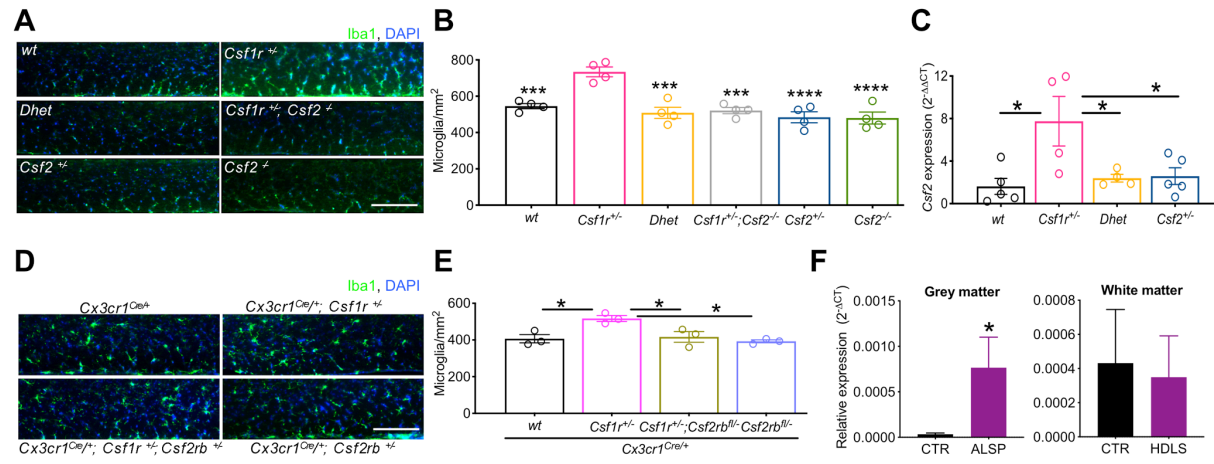 A
Iba1, DAPI
wt
Csf1r +/-
Dhet
Csf1r +/-; Csf2 -/-
Csf2 +/-
Csf2 -/-
B
Microglia/mm2
800
600
400
200
0
***
***
***
****
****
wt
Csf1r+/-
Dhet
Csf1r+/-;Csf2-/-
Csf2+/-
Csf2-/-
C
Csf2 expression (2-ΔΔCT)
12
8
4
0
*
*
*
wt
Csf1r+/-
Dhet
Csf2+/-
D
Iba1, DAPI
Cx3cr1Cre/+
Cx3cr1Cre/+; Csf1r +/-
Cx3cr1Cre/+; Csf1r +/-; Csf2rb +/-
Cx3cr1Cre/+; Csf2rb +/-
E
Microglia/mm2
600
400
200
0
*
*
*
wt
Csf1r+/-
Csf1r+/-;Csf2rbfl/-
Csf2rbfl/-
Cx3cr1Cre/+
F
Grey matter
Relative expression (2-ΔCT)
0.0015
0.0010
0.0005
0.0000
*
CTR
ALSP
White matter
0.0008
0.0006
0.0004
0.0002
0.0000
CTR
HDLS